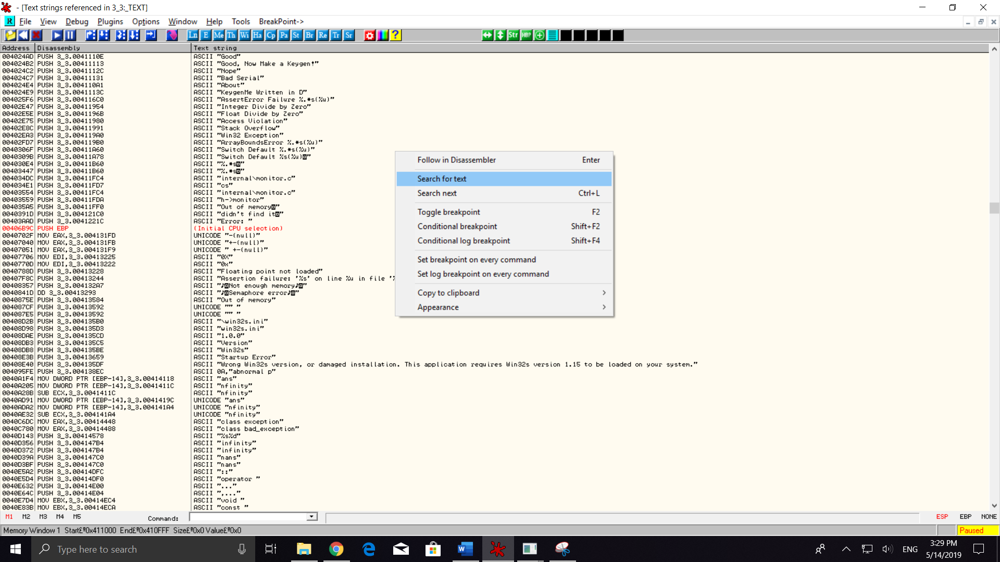 - [Text strings referenced in 3_3:_TEXT]
R File View Debug Plugins Options Window Help Tools BreakPoint->
Ln E Me Th Wi Ha Cp Pa St Br Re Tr Sr ? Str HBP
Address Disassembly Text string
004024AD PUSH 3_3.0041110E ASCII "Good"
004024B2 PUSH 3_3.00411113 ASCII "Good, Now Make a Keygen!"
004024C2 PUSH 3_3.0041112C ASCII "Nope"
004024C7 PUSH 3_3.00411131 ASCII "Bad Serial"
004024E4 PUSH 3_3.004110A1 ASCII "About"
004024E9 PUSH 3_3.0041113C ASCII "KeygenMe Written in D"
004025F6 PUSH 3_3.004116C0 ASCII "AssertError Failure %.*s(%u)"
00402E47 PUSH 3_3.00411954 ASCII "Integer Divide by Zero"
00402E5E PUSH 3_3.0041196B ASCII "Float Divide by Zero"
00402E75 PUSH 3_3.00411980 ASCII "Access Violation"
00402E8C PUSH 3_3.00411991 ASCII "Stack Overflow"
00402EA3 PUSH 3_3.004119A0 ASCII "Win32 Exception"
00402FD7 PUSH 3_3.004119B0 ASCII "ArrayBoundsError %.*s(%u)"
0040306F PUSH 3_3.00411A60 ASCII "Switch Default %.*s(%u)"
0040309B PUSH 3_3.00411A78 ASCII "Switch Default %s(%u)◙"
004030E4 PUSH 3_3.00411B60 ASCII "%.*s◙"
00403447 PUSH 3_3.00411B60 ASCII "%.*s◙"
004034DC PUSH 3_3.00411FC4 ASCII "internal\monitor.c"
004034E1 PUSH 3_3.00411FD7 ASCII "cs"
00403554 PUSH 3_3.00411FC4 ASCII "internal\monitor.c"
00403559 PUSH 3_3.00411FDA ASCII "h->monitor"
004035A5 PUSH 3_3.00411FF0 ASCII "Out of memory◙"
0040391D PUSH 3_3.004121C0 ASCII "didn't find it◙"
00403AAD PUSH 3_3.0041221C ASCII "Error: "
00406B9C PUSH EBP (Initial CPU selection)
0040702F MOV EAX,3_3.004131FD UNICODE "-(null)"
00407040 MOV EAX,3_3.004131FB UNICODE "+-(null)"
00407051 MOV EAX,3_3.004131F9 UNICODE " +-(null)"
00407706 MOV EDI,3_3.00413225 ASCII "0X"
0040770D MOV EDI,3_3.00413222 ASCII "0x"
0040788D PUSH 3_3.00413228 ASCII "Floating point not loaded"
00407F8C PUSH 3_3.00413244 ASCII "Assertion failure: '%s' on line %u in file '%
00408357 PUSH 3_3.004132A7 ASCII "♪◙Not enough memory♪◙"
0040841D DD 3_3.00413293 ASCII "♪◙Semaphore error♪◙"
0040875E PUSH 3_3.00413584 ASCII "Out of memory"
004087CF PUSH 3_3.00413592 UNICODE "" "
004087E5 PUSH 3_3.00413592 UNICODE "" "
00408D2B PUSH 3_3.004135B0 ASCII "\win32s.ini"
00408D98 PUSH 3_3.004135D3 ASCII "win32s.ini"
00408DAE PUSH 3_3.004135CD ASCII "1.0.0"
00408DB3 PUSH 3_3.004135C5 ASCII "Version"
00408DB8 PUSH 3_3.004135BE ASCII "Win32s"
00408E3B PUSH 3_3.00413659 ASCII "Startup Error"
00408E40 PUSH 3_3.004135DF ASCII "Wrong Win32s version, or damaged installation. This application requires Win32s version 1.15 to be loaded on your system."
004095FE PUSH 3_3.004138EC ASCII 0A,"abnormal p"
0040A1F4 MOV DWORD PTR [EBP-14],3_3.00414118 ASCII "ans"
0040A205 MOV DWORD PTR [EBP-14],3_3.0041411C ASCII "nfinity"
0040A28B SUB ECX,3_3.0041411C ASCII "nfinity"
0040AD91 MOV DWORD PTR [EBP-14],3_3.0041419C UNICODE "ans"
0040ADA2 MOV DWORD PTR [EBP-14],3_3.004141A4 UNICODE "nfinity"
0040AE32 SUB ECX,3_3.004141A4 UNICODE "nfinity"
0040C6DC MOV EAX,3_3.00414448 ASCII "class exception"
0040C780 MOV EAX,3_3.00414488 ASCII "class bad_exception"
0040D143 PUSH 3_3.00414578 ASCII "%s%d"
0040D356 PUSH 3_3.004147B4 ASCII "infinity"
0040D372 PUSH 3_3.004147B4 ASCII "infinity"
0040D39A PUSH 3_3.004147C0 ASCII "nans"
0040D3BF PUSH 3_3.004147C0 ASCII "nans"
0040E5A2 PUSH 3_3.00414DFC ASCII "::"
0040E5D4 PUSH 3_3.00414DF0 ASCII "operator "
0040E632 PUSH 3_3.00414E00 ASCII "..."
0040E64C PUSH 3_3.00414E04 ASCII ",..."
0040E7D4 MOV EBX,3_3.00414EC4 ASCII "void "
0040E83B MOV EBX,3_3.00414ECA ASCII "const "
Follow in Disassembler Enter
Search for text
Search next Ctrl+L
Toggle breakpoint F2
Conditional breakpoint Shift+F2
Conditional log breakpoint Shift+F4
Set breakpoint on every command
Set log breakpoint on every command
Copy to clipboard
Appearance
M1 M2 M3 M4 M5 Command: ESP EBP NONE
Memory Window 1 Start£º0x411000 End£º0x410FFF Size£º0x0 Value£º0x0 Paused
Type here to search
W
ENG
3:29 PM
5/14/2019